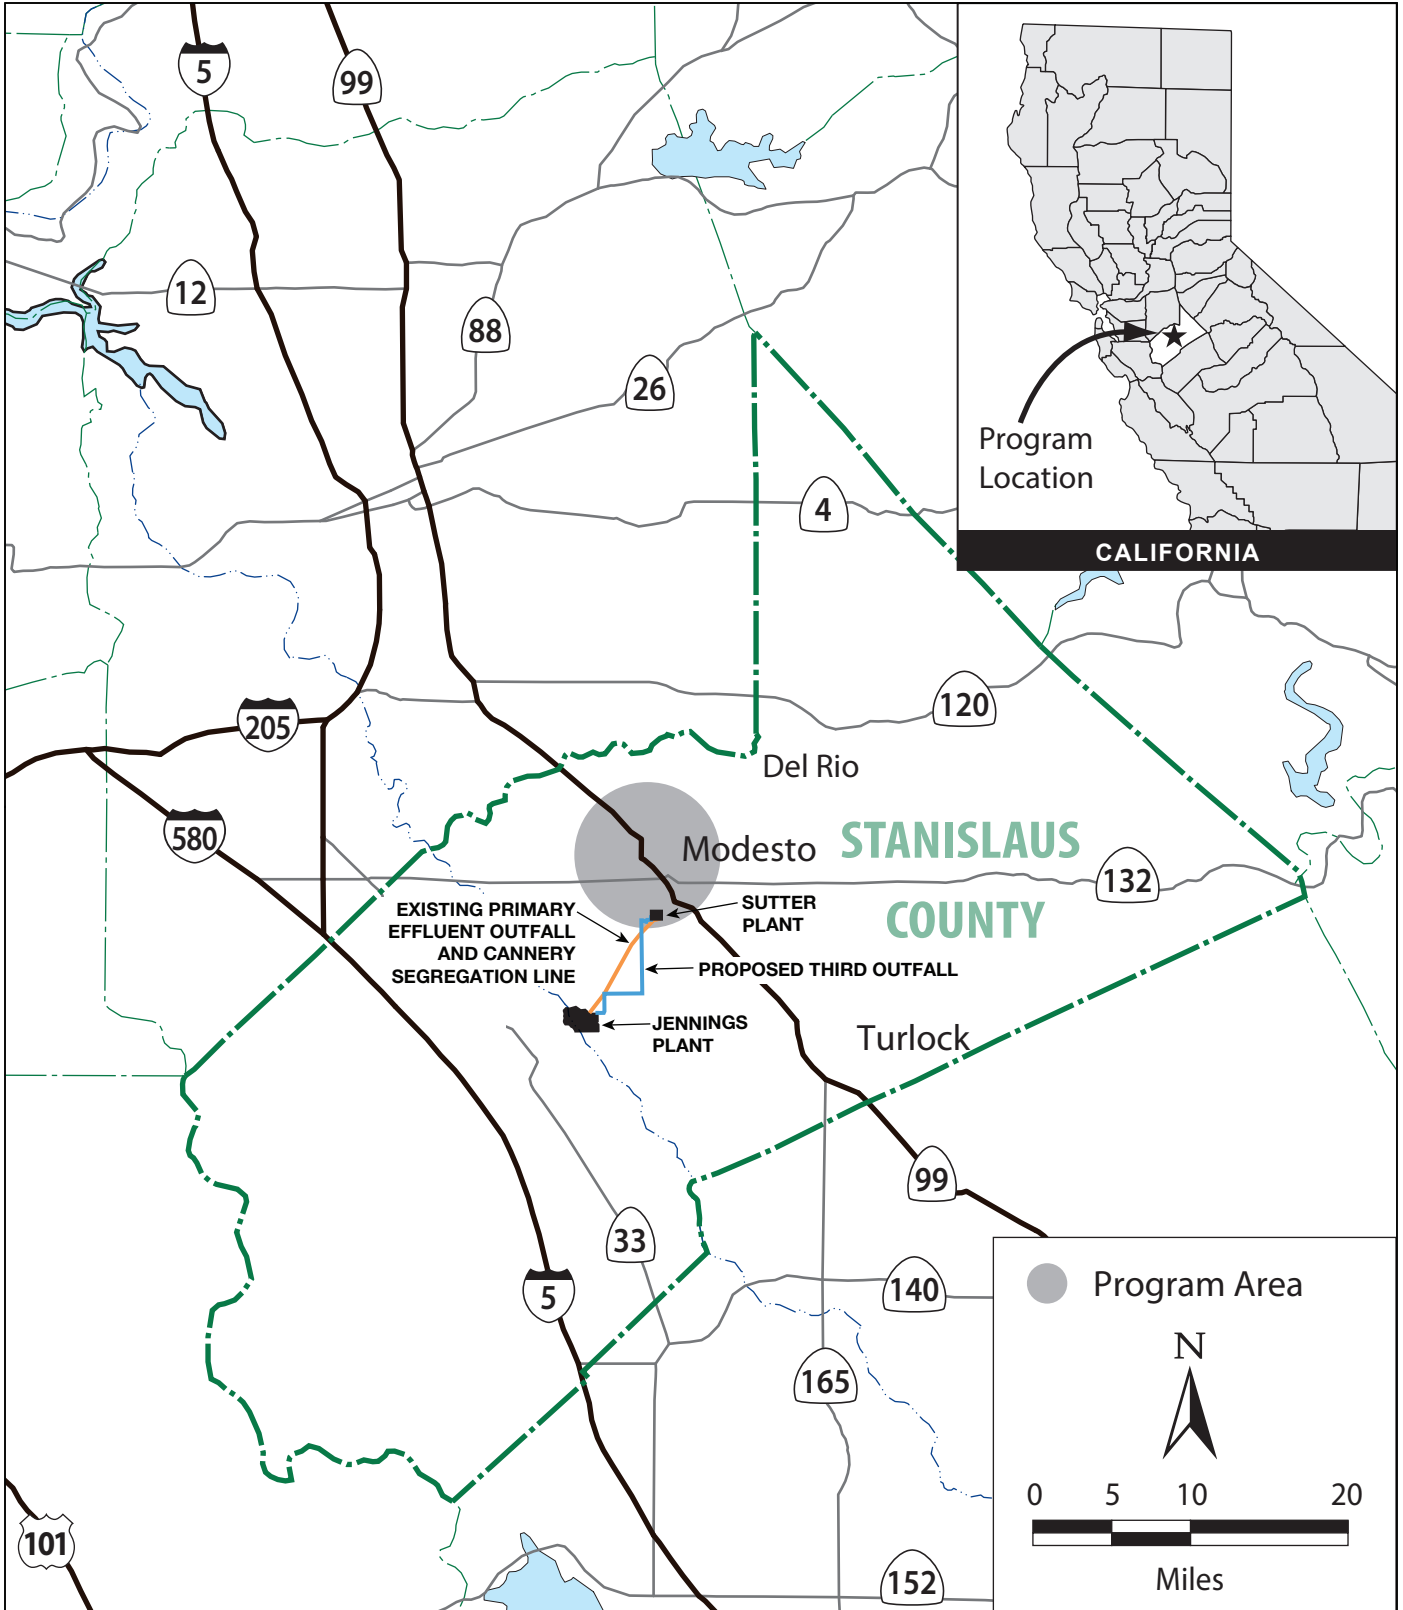 5
99
12
88
26
4
Program
Location
CALIFORNIA
120
205
Del Rio
580
Modesto
STANISLAUS
COUNTY
132
EXISTING PRIMARY
EFFLUENT OUTFALL
AND CANNERY
SEGREGATION LINE
SUTTER
PLANT
PROPOSED THIRD OUTFALL
JENNINGS
PLANT
Turlock
99
33
5
140
165
101
152
Program Area
N
0 5 10 20
Miles